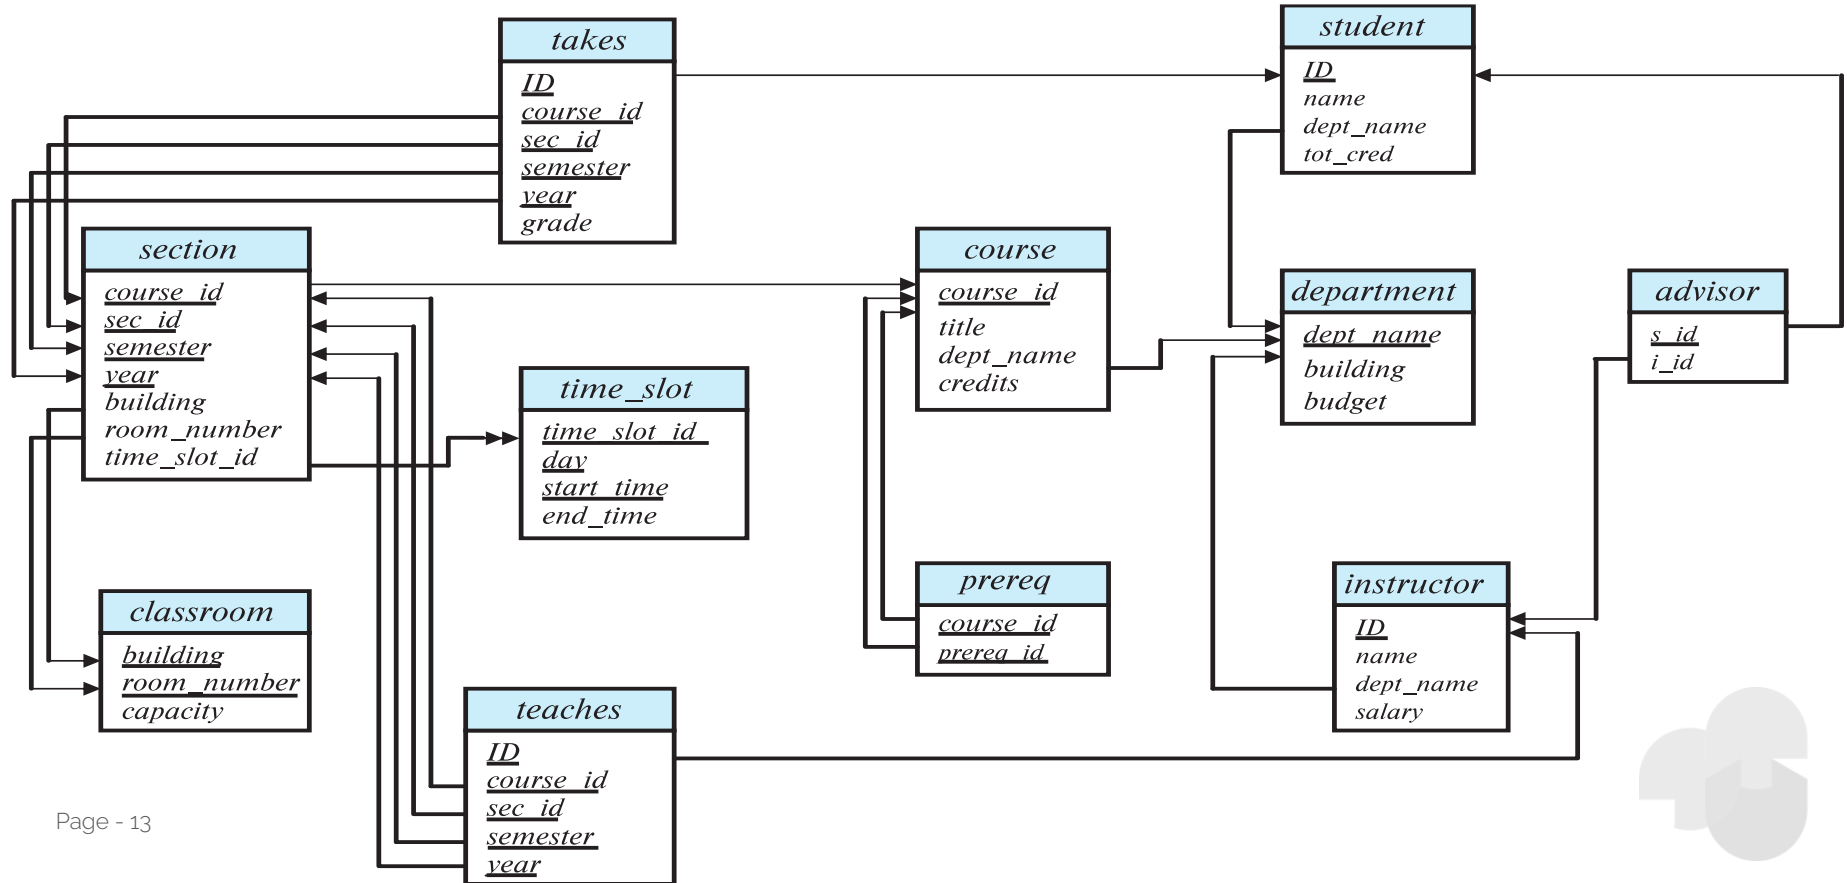 takes
ID
course_id
sec_id
semester
year
grade
student
ID
name
dept_name
tot_cred
section
course_id
sec_id
semester
year
building
room_number
time_slot_id
course
course_id
title
dept_name
credits
department
dept_name
building
budget
advisor
s_id
i_id
time_slot
time_slot_id
day
start_time
end_time
prereq
course_id
prereq_id
instructor
ID
name
dept_name
salary
classroom
building
room_number
capacity
teaches
ID
course_id
sec_id
semester
year
Page - 13